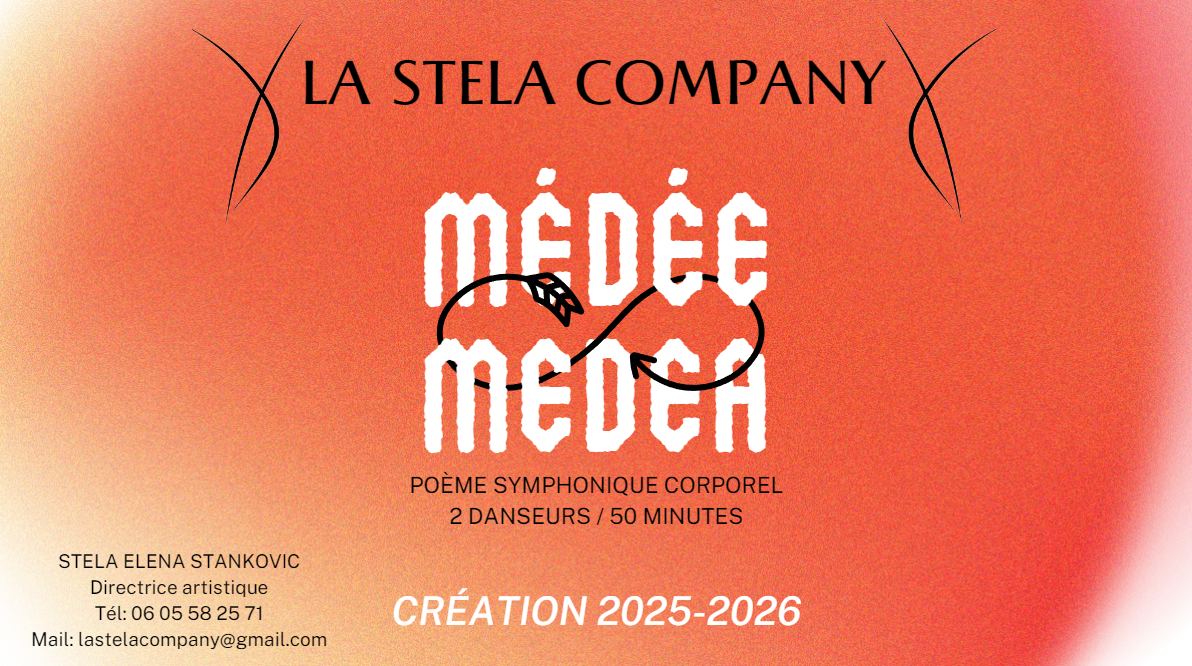 LA STELA COMPANY
MÉDÉE
MEDEA
POÈME SYMPHONIQUE CORPOREL
2 DANSEURS / 50 MINUTES
STELA ELENA STANKOVIC
Directrice artistique
Tél: 06 05 58 25 71
Mail: lastelacompany@gmail.com
CRÉATION 2025-2026